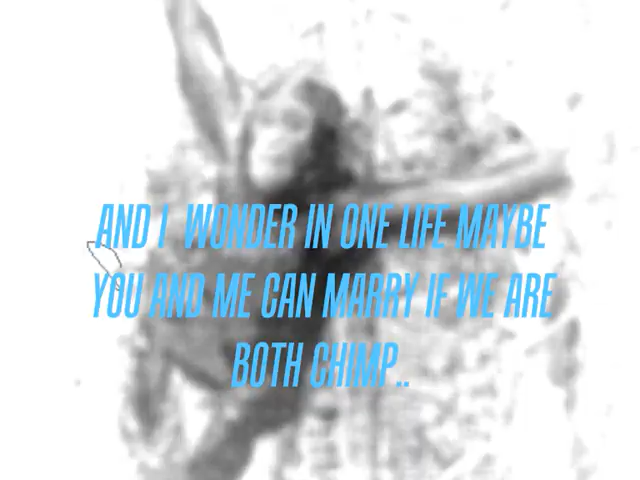 AND I WONDER IN ONE LIFE MAYBE
YOU AND ME CAN MARRY IF WE ARE
BOTH CHIMP..